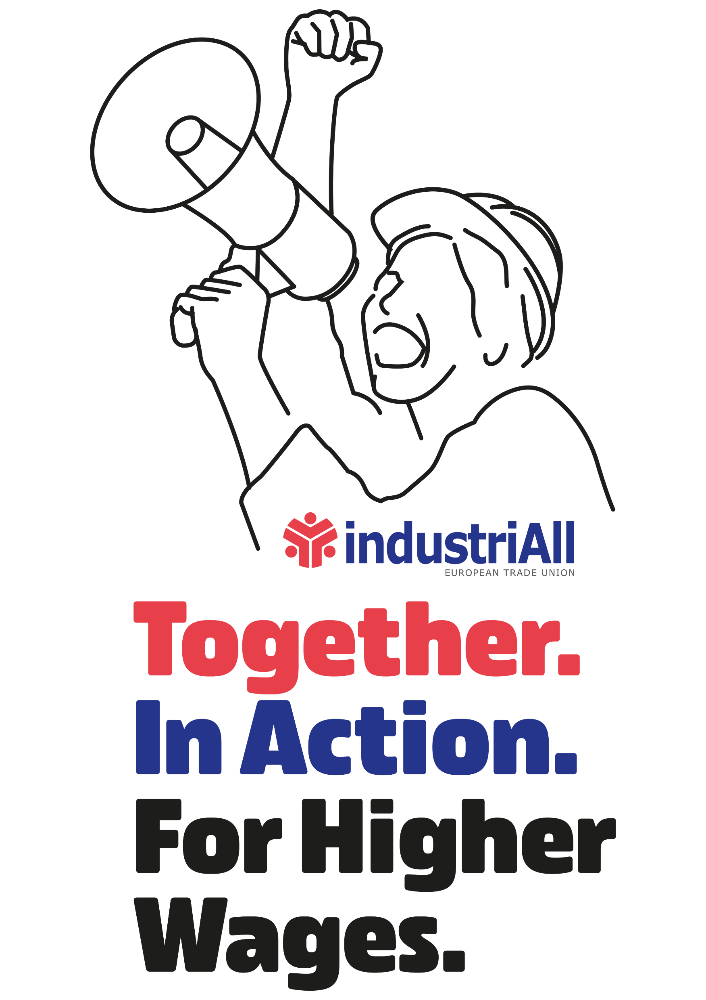 industriAll
EUROPEAN TRADE UNION
Together.
In Action.
For Higher
Wages.